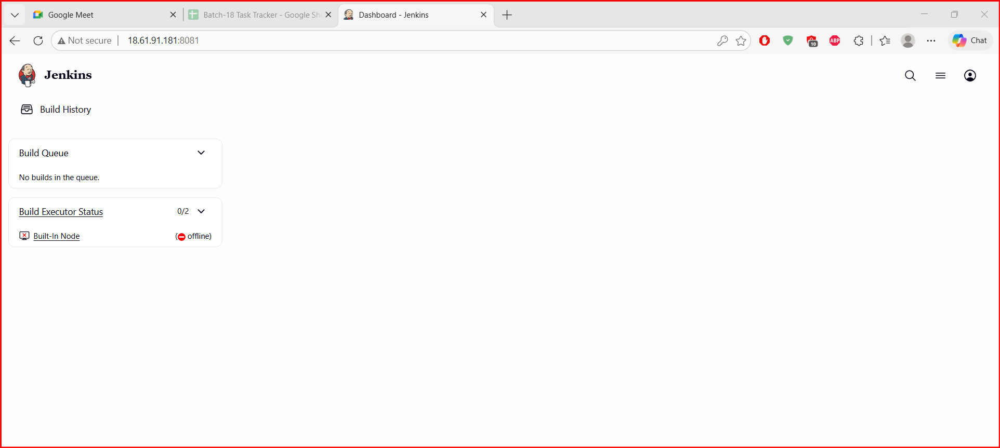 Google Meet
Batch-18 Task Tracker - Google Sh
Dashboard - Jenkins
Not secure
18.61.91.181:8081
10
ABP
Chat
Jenkins
Build History
Build Queue
No builds in the queue.
Build Executor Status 0/2
Built-In Node ( offline)